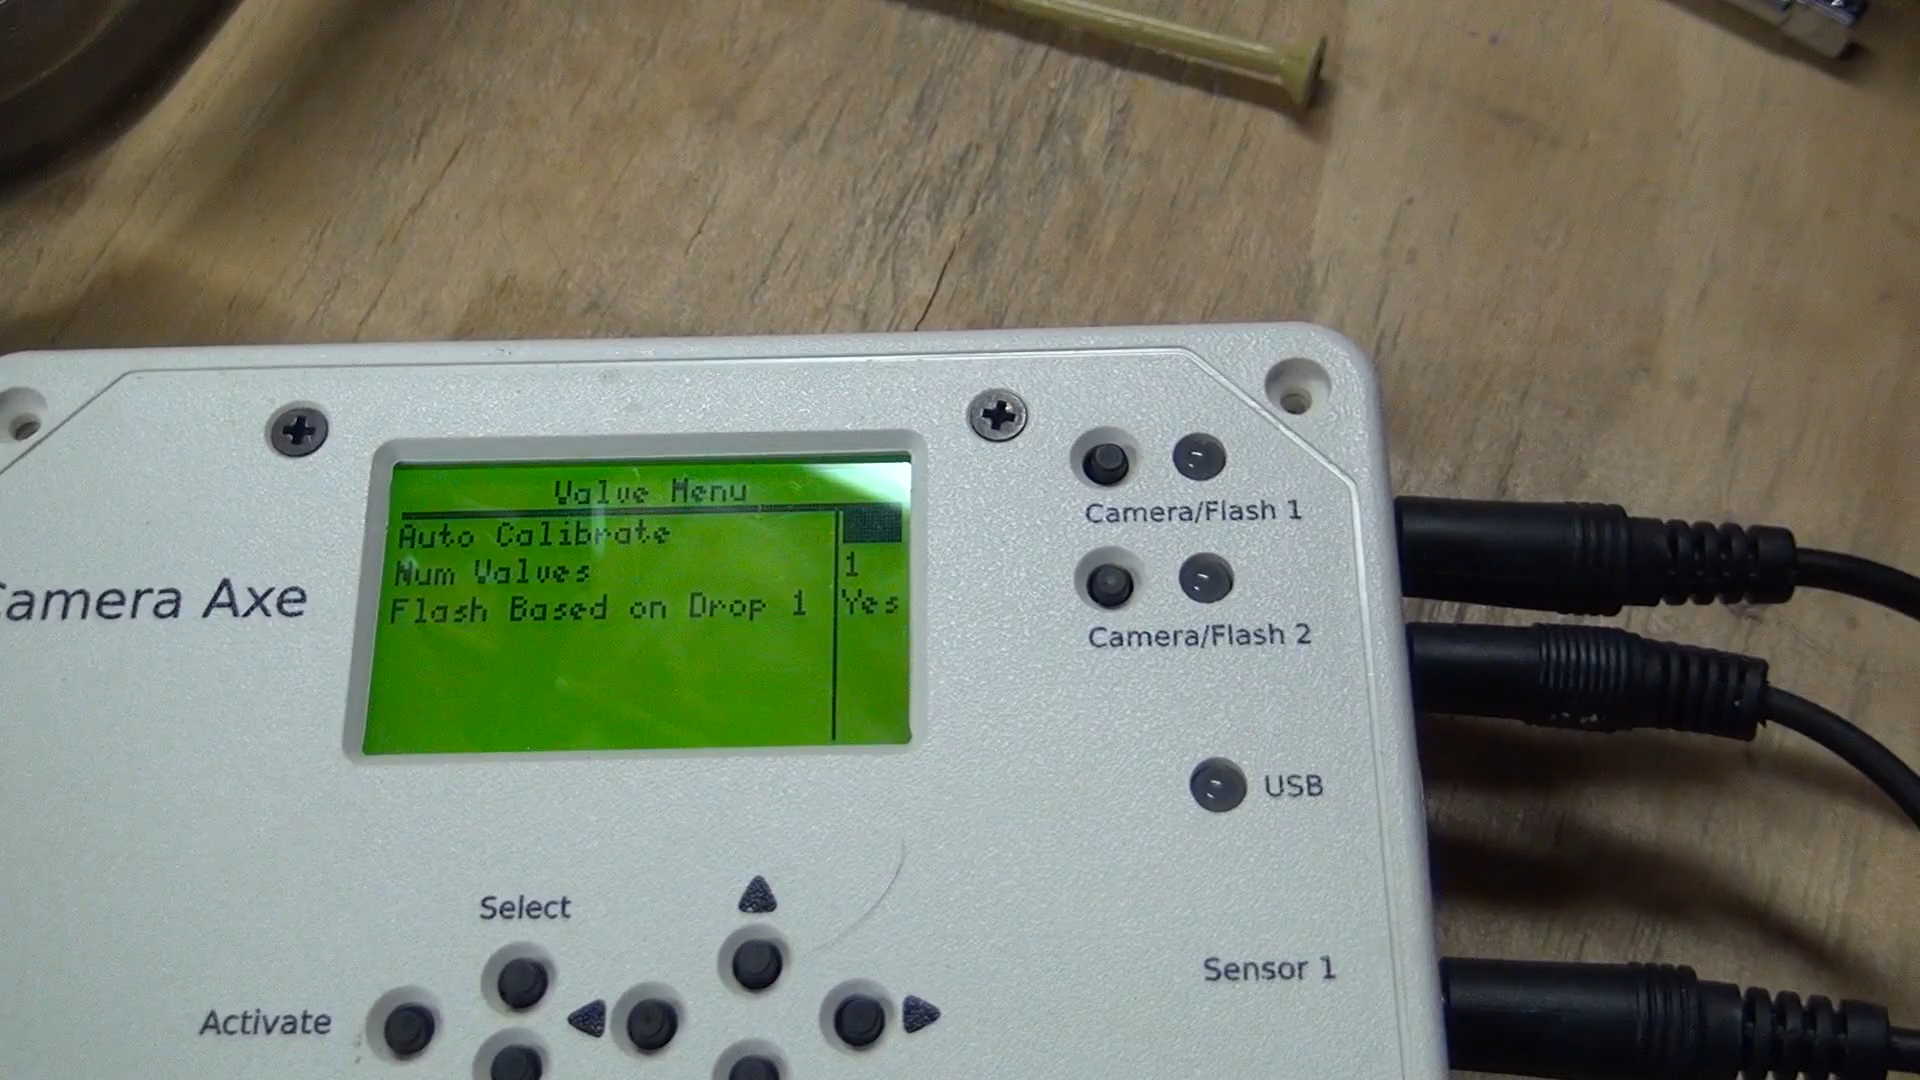 Valve Menu
Auto Calibrate
Num Valves 1
Flash Based on Drop 1 Yes
Camera Axe
Camera/Flash 1
Camera/Flash 2
USB
Select
Sensor 1
Activate